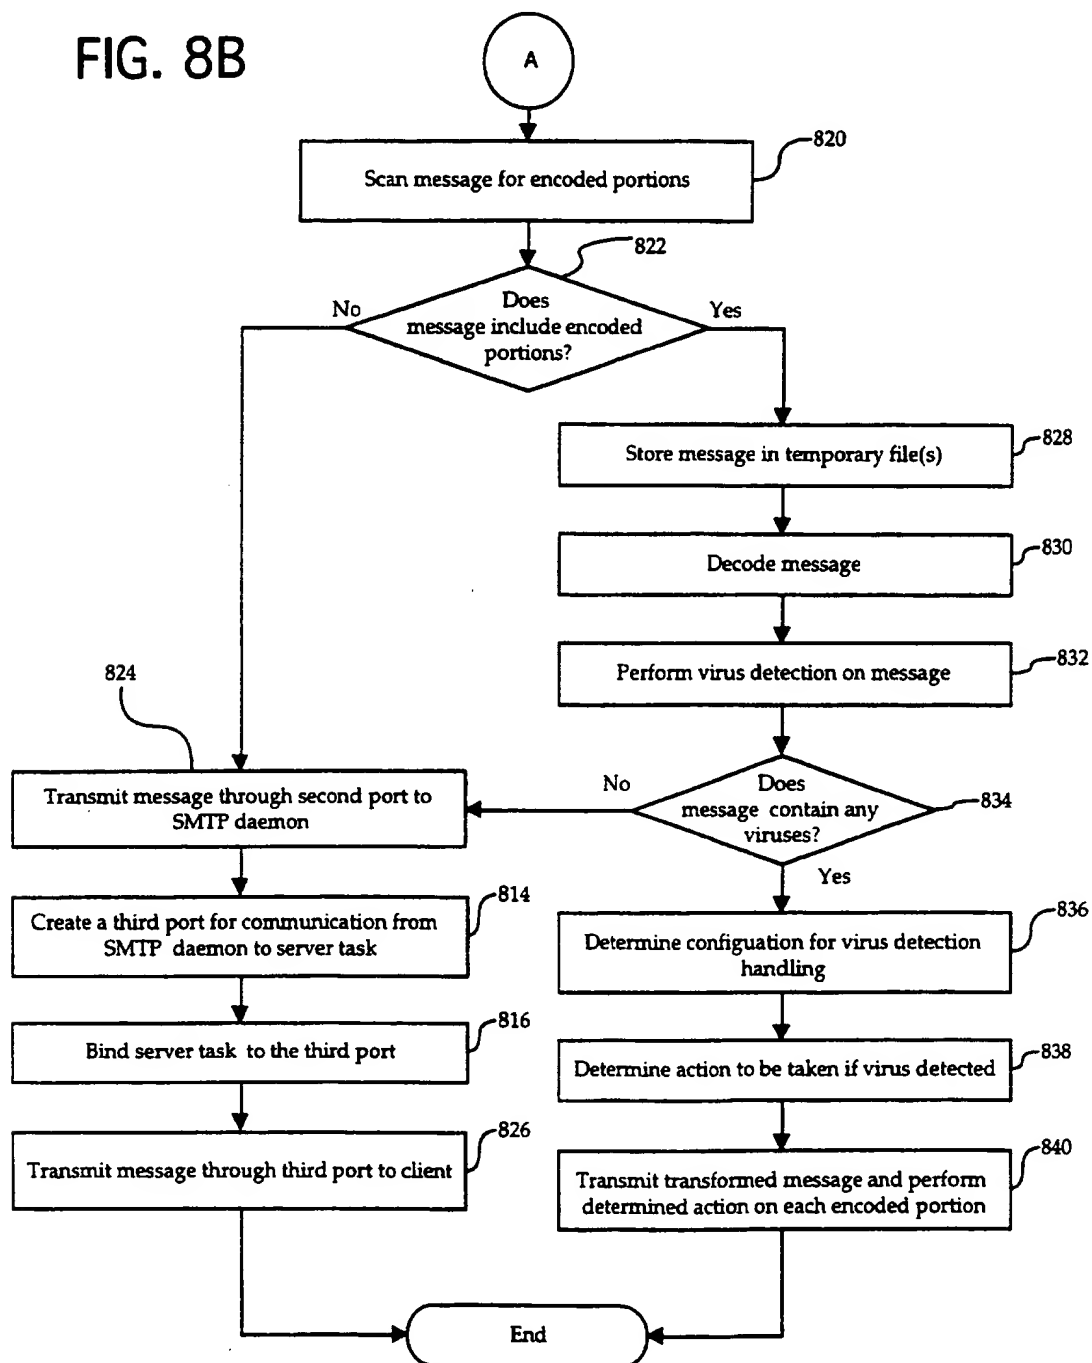 FIG. 8B
A
820
Scan message for encoded portions
822
No
Does
message include encoded
portions?
Yes
Store message in temporary file(s)
828
Decode message
830
Perform virus detection on message
832
824
Transmit message through second port to
SMTP daemon
No
Does
message contain any
viruses?
834
Yes
Create a third port for communication from
SMTP daemon to server task
814
Determine configuation for virus detection
handling
836
Bind server task to the third port
816
Determine action to be taken if virus detected
838
Transmit message through third port to client
826
Transmit transformed message and perform
determined action on each encoded portion
840
End